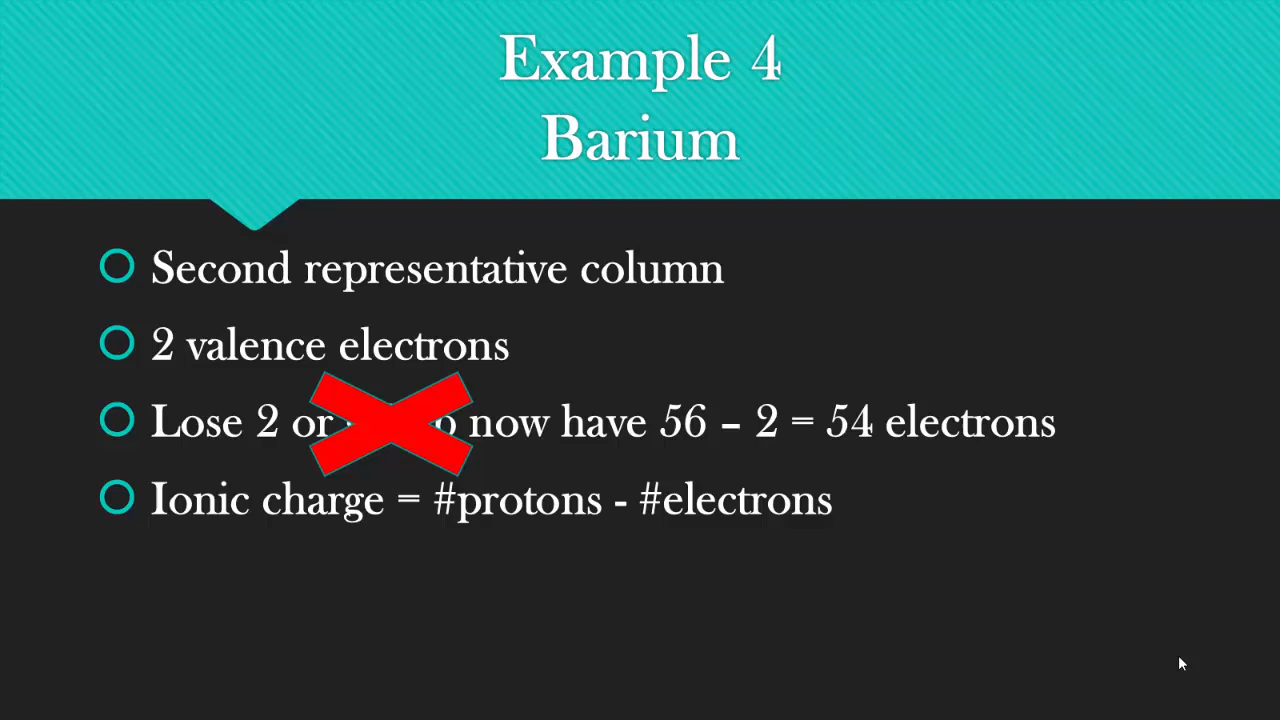 Example 4
Barium
Second representative column
2 valence electrons
Lose 2 or now have 56 – 2 = 54 electrons
Ionic charge = #protons - #electrons